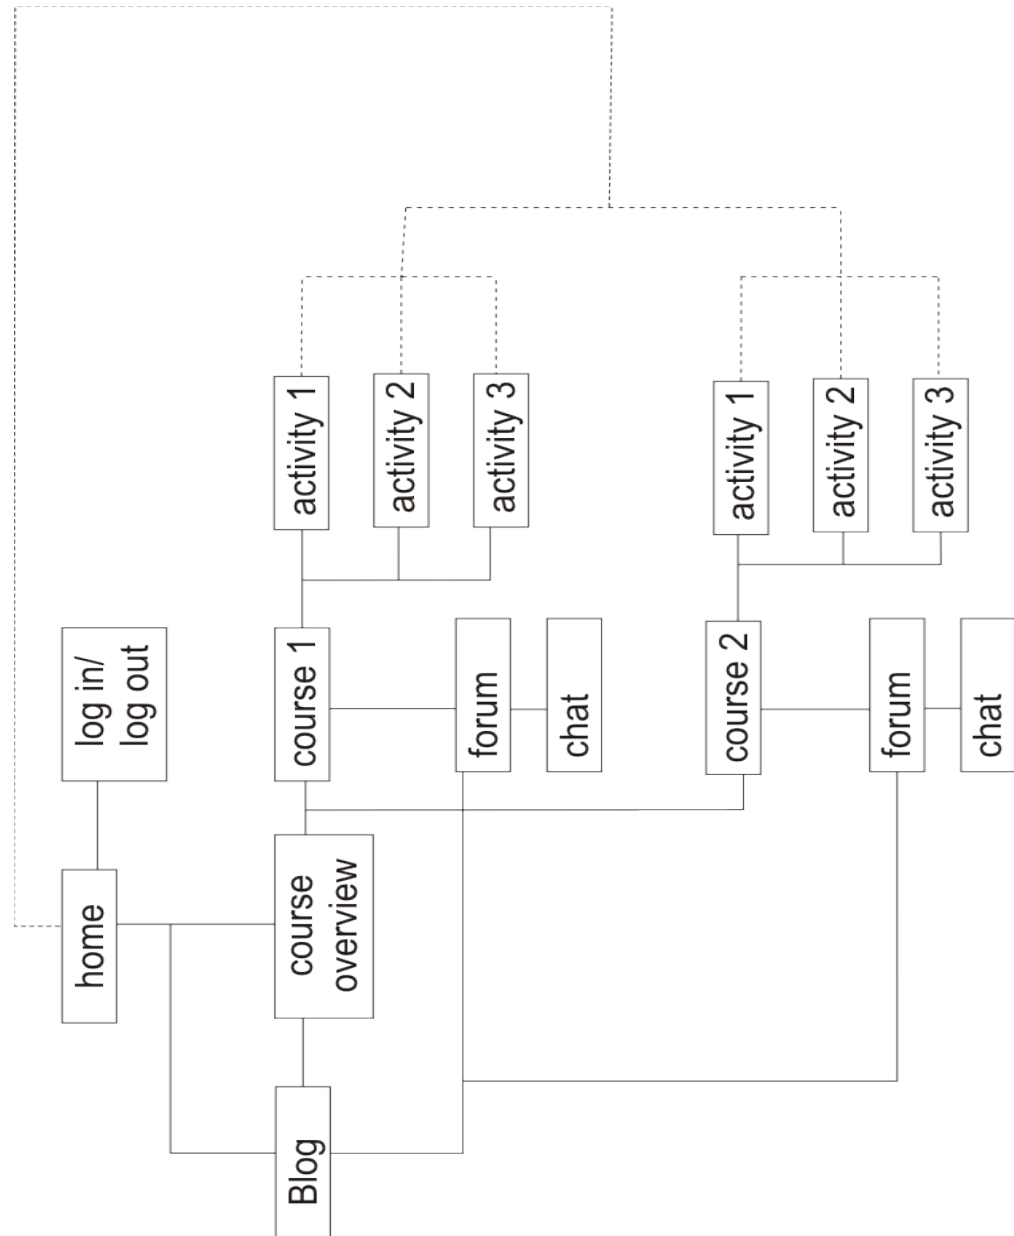 home
log in/
log out
Blog
course
overview
course 1
activity 1
activity 2
activity 3
forum
chat
course 2
activity 1
activity 2
activity 3
forum
chat